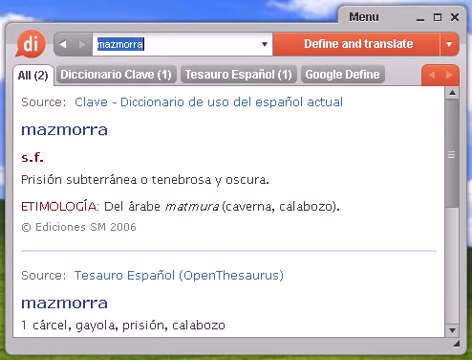 Menu
di
mazmorra
Define and translate
All (2)
Diccionario Clave (1)
Tesauro Español (1)
Google Define
Source: Clave - Diccionario de uso del español actual
mazmorra
s.f.
Prisión subterránea o tenebrosa y oscura.
ETIMOLOGÍA: Del árabe matmura (caverna, calabozo).
© Ediciones SM 2006
Source: Tesauro Español (OpenThesaurus)
mazmorra
1 cárcel, gayola, prisión, calabozo